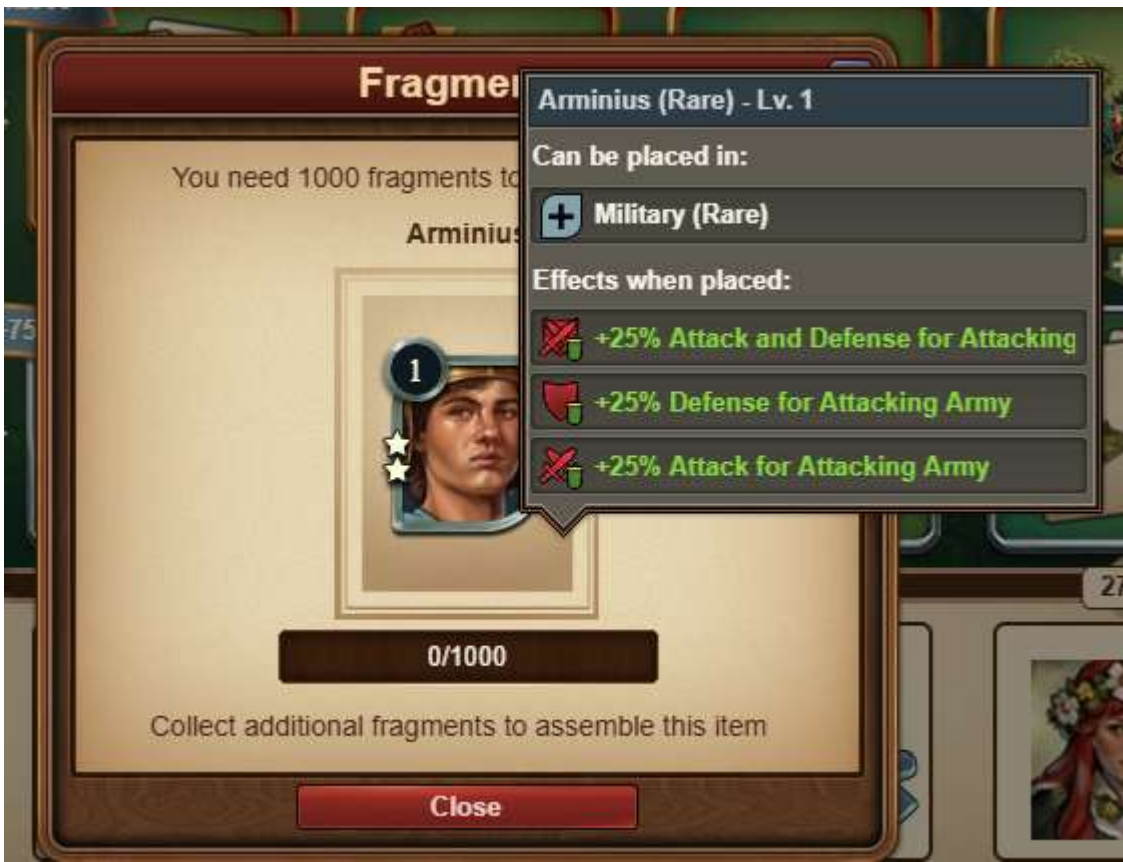 Fragme
Arminius (Rare) - Lv. 1
Can be placed in:
Military (Rare)
Effects when placed:
+25% Attack and Defense for Attacking
+25% Defense for Attacking Army
+25% Attack for Attacking Army
You need 1000 fragments to
Arminius
1
0/1000
Collect additional fragments to assemble this item
Close
75
27